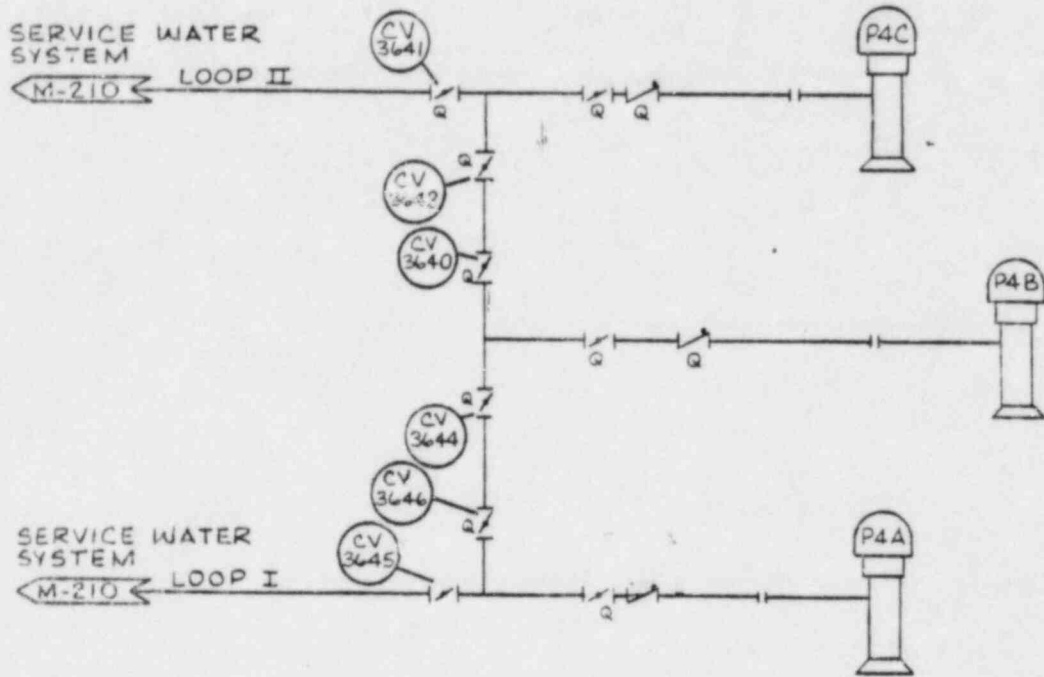 SERVICE WATER
SYSTEM
M-210
LOOP II
CV
3641
Q
Q
Q
P4C
Q
CV
3642
CV
3640
Q
Q
Q
P4B
Q
CV
3644
CV
3646
Q
SERVICE WATER
SYSTEM
M-210
LOOP I
CV
3645
Q
P4A